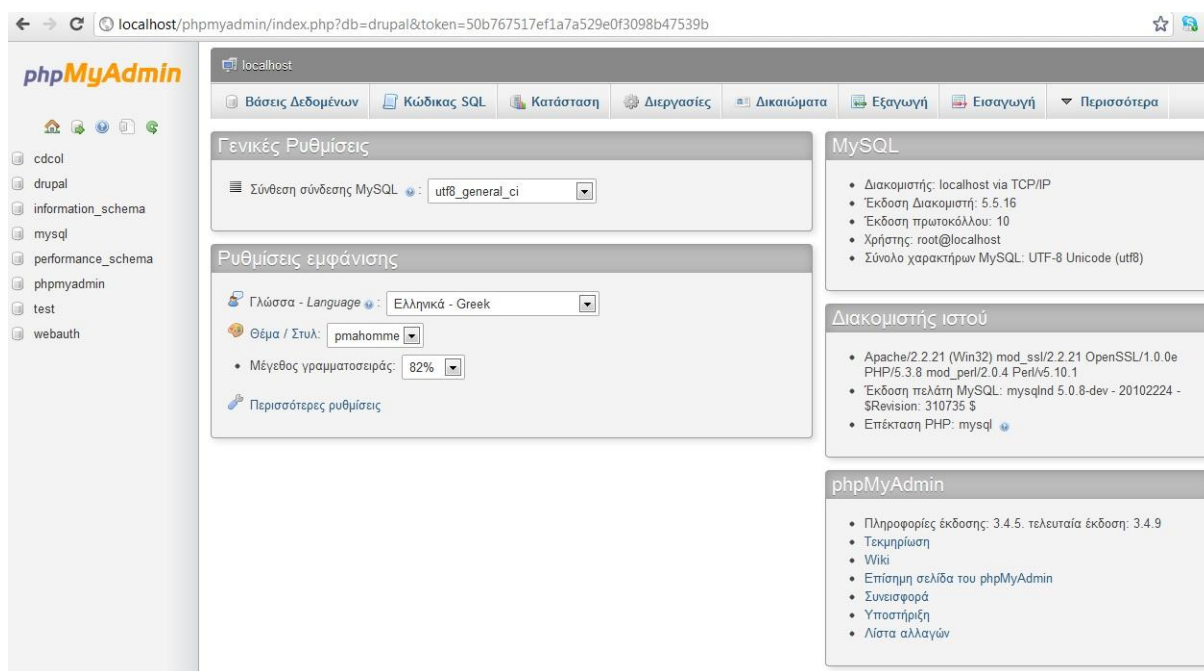 localhost/phpmyadmin/index.php?db=drupal&token=50b767517ef1a7a529e0f3098b47539b
phpMyAdmin
cdcol
drupal
information_schema
mysql
performance_schema
phpmyadmin
test
webauth
localhost
Βάσεις Δεδομένων Κώδικας SQL Κατάσταση Διεργασίες Δικαιώματα Εξαγωγή Εισαγωγή Περισσότερα
Γενικές Ρυθμίσεις
Σύνθεση σύνδεσης MySQL : utf8_general_ci
Ρυθμίσεις εμφάνισης
Γλώσσα - Language : Ελληνικά - Greek
Θέμα / Στυλ: pmahomme
• Μέγεθος γραμματοσειράς: 82%
Περισσότερες ρυθμίσεις
MySQL
• Διακομιστής: localhost via TCP/IP
• Έκδοση Διακομιστή: 5.5.16
• Έκδοση πρωτοκόλλου: 10
• Χρήστης: root@localhost
• Σύνολο χαρακτήρων MySQL: UTF-8 Unicode (utf8)
Διακομιστής ιστού
• Apache/2.2.21 (Win32) mod_ssl/2.2.21 OpenSSL/1.0.0e
PHP/5.3.8 mod_perl/2.0.4 Perl/v5.10.1
• Έκδοση πελάτη MySQL: mysqlnd 5.0.8-dev - 20102224 -
$Revision: 310735 $
• Επέκταση PHP: mysql
phpMyAdmin
• Πληροφορίες έκδοσης: 3.4.5. τελευταία έκδοση: 3.4.9
• Τεκμηρίωση
• Wiki
• Επίσημη σελίδα του phpMyAdmin
• Συνεισφορά
• Υποστήριξη
• Λίστα αλλαγών